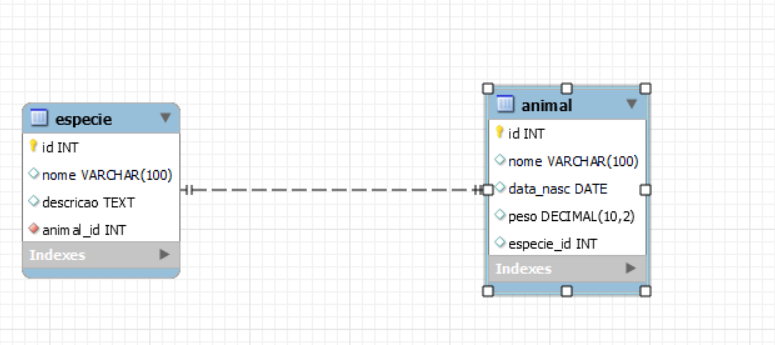 especie
id INT
nome VARCHAR(100)
descricao TEXT
animal_id INT
Indexes
animal
id INT
nome VARCHAR(100)
data_nasc DATE
peso DECIMAL(10,2)
especie_id INT
Indexes